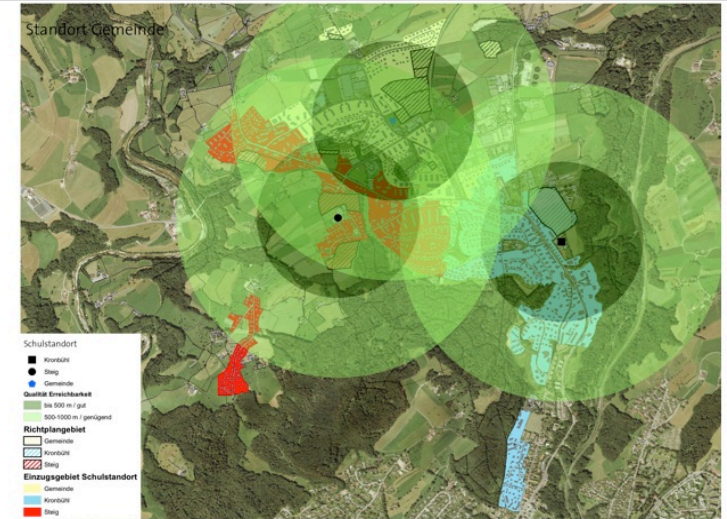 Standort Gemeinde
Schulstandort
Kronbühl
Steig
Gemeinde
Qualität Erreichbarkeit
bis 500 m / gut
500-1000 m / genügend
Richtplangebiet
Gemeinde
Kronbühl
Steig
Einzugsgebiet Schulstandort
Gemeinde
Kronbühl
Steig